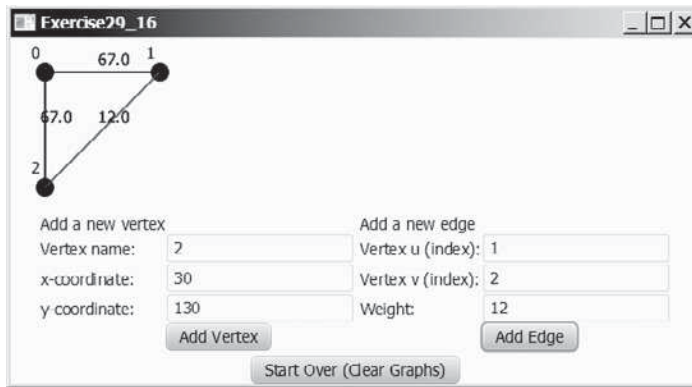 Exercise29_16
0 67.0 1
67.0 12.0
2
Add a new vertex Add a new edge
Vertex name: 2 Vertex u (index): 1
x-coordinate: 30 Vertex v (index): 2
y-coordinate: 130 Weight: 12
Add Vertex Add Edge
Start Over (Clear Graphs)